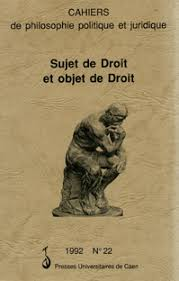 CAHIERS
de philosophie politique et juridique
Sujet de Droit
et objet de Droit
1992 N° 22
Presses Universitaires de Caen